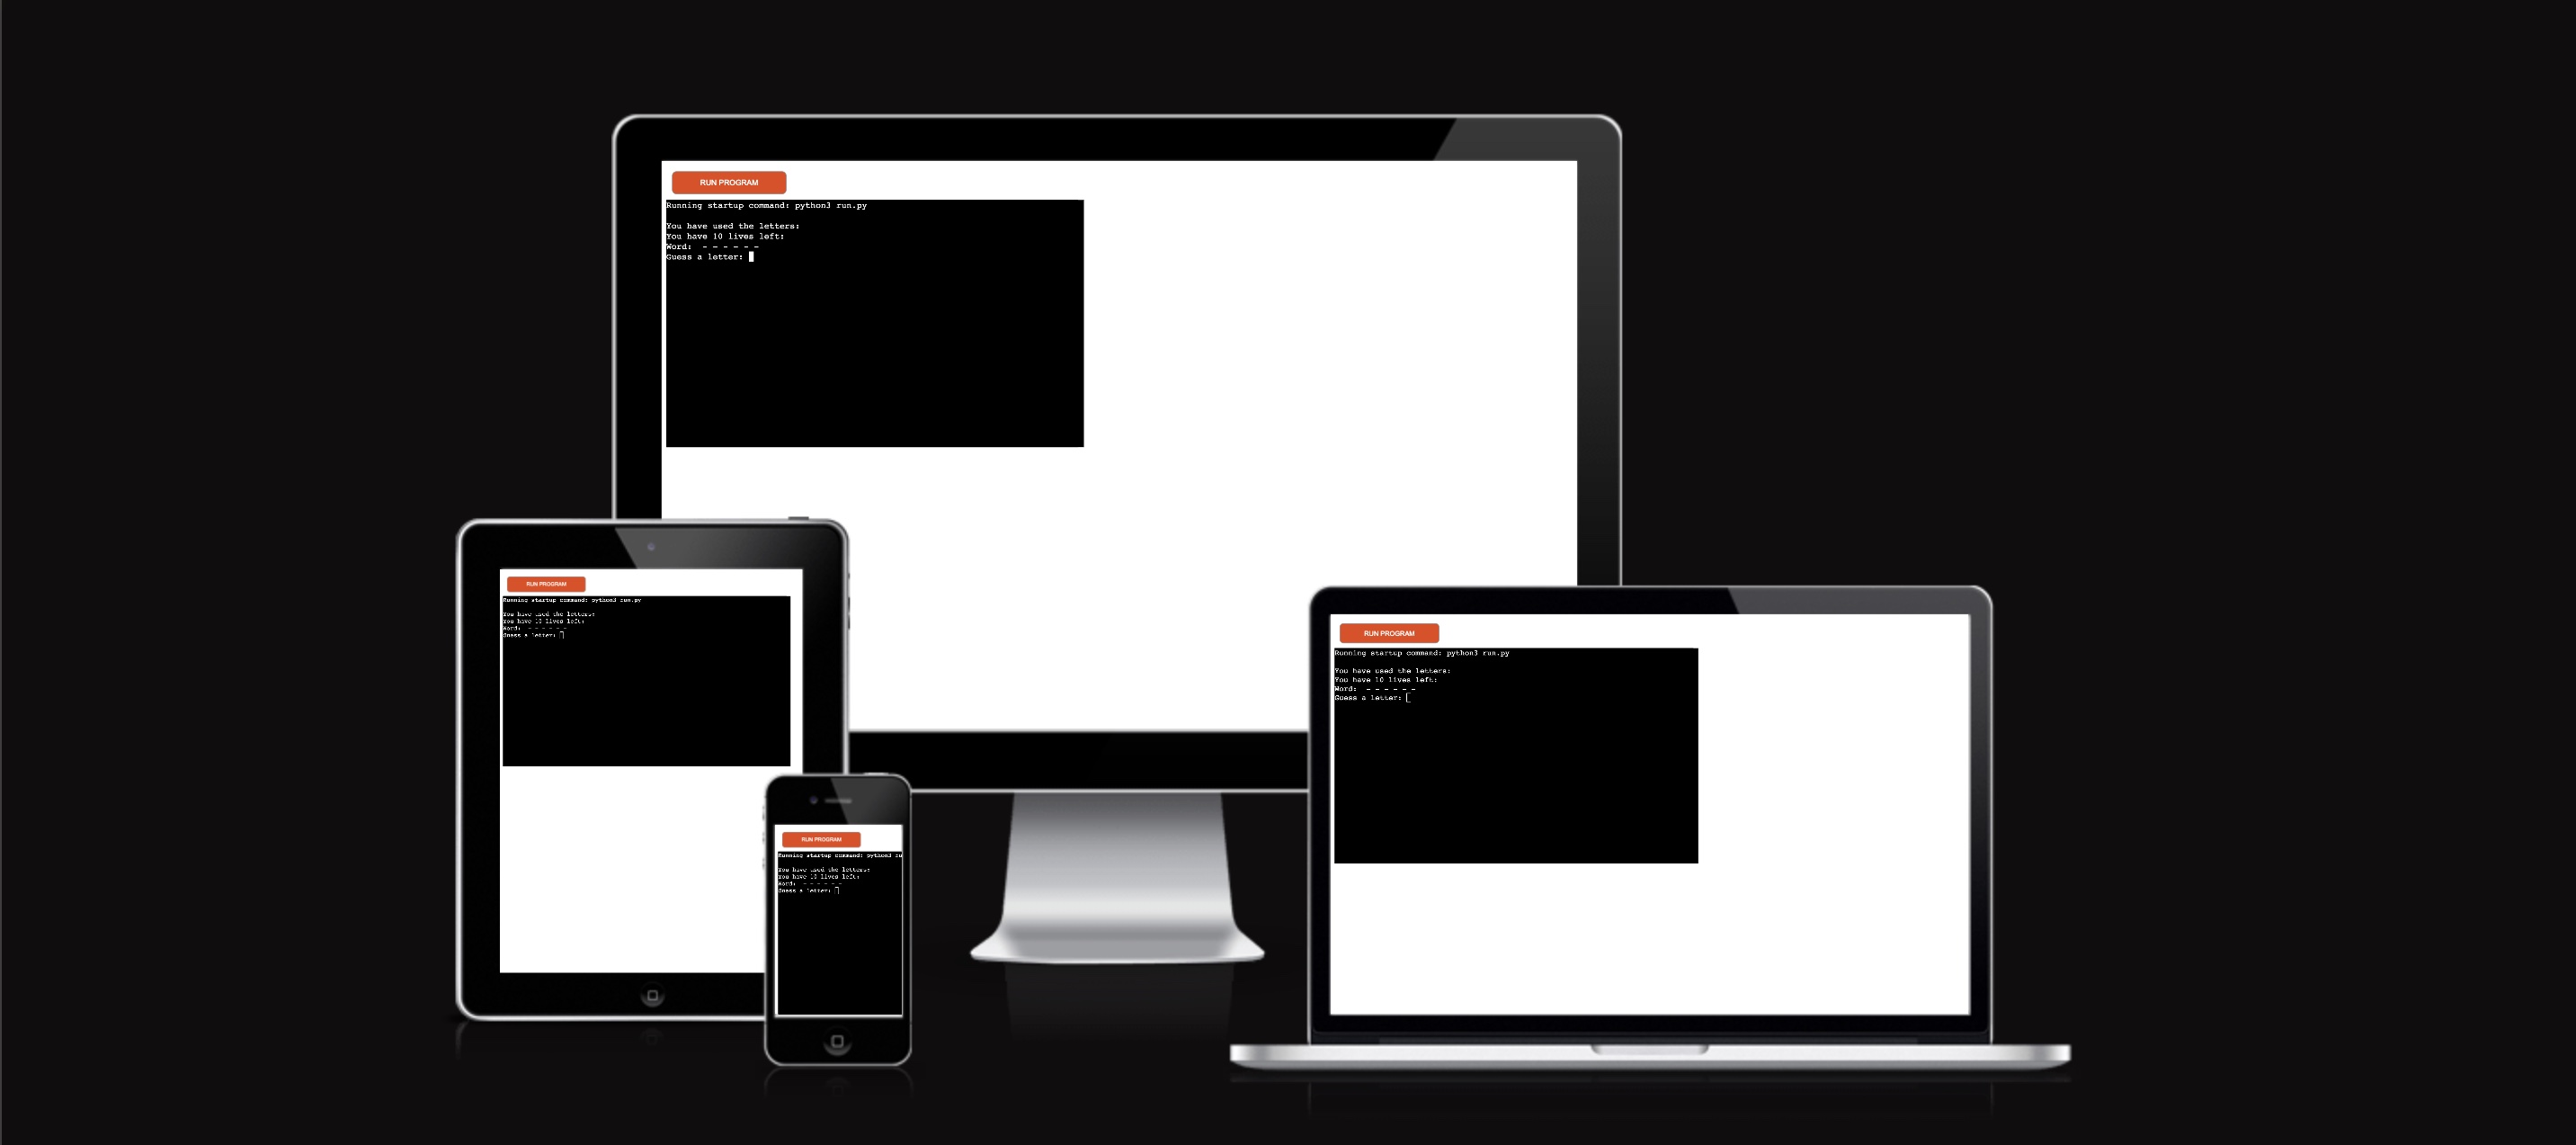 RUN PROGRAM
Running startup command: python3 run.py
You have used the letters:
You have 10 lives left:
Word:  - - - - - -
Guess a letter:
RUN PROGRAM
Running startup command: python3 run.py
You have used the letters:
You have 10 lives left:
Word:  - - - - - -
Guess a letter:
RUN PROGRAM
Running startup command: python3 ru
You have used the letters:
You have 10 lives left:
Word:  - - - - - -
Guess a letter:
RUN PROGRAM
Running startup command: python3 run.py
You have used the letters:
You have 10 lives left:
Word:  - - - - - -
Guess a letter: